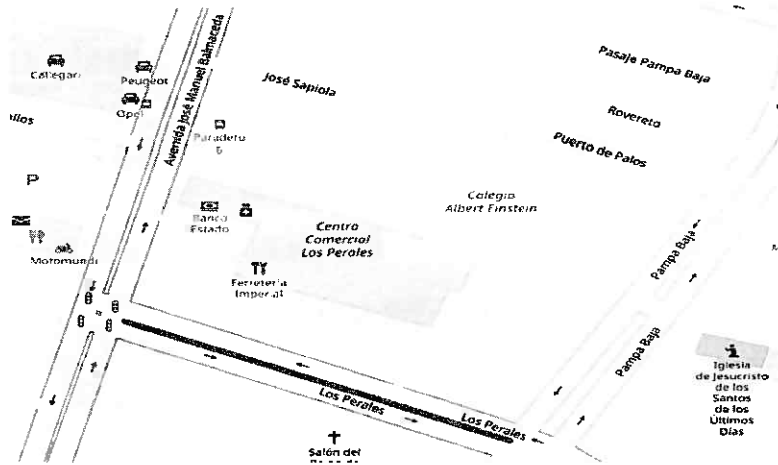 Callegari
Peugeot
Opel
Avenida José Manuel Balmaceda
José Sapiola
Paradero
6
Pasaje Pampa Baja
Rovereto
Puerto de Palos
P
Motomundi
Banco
Estado
Centro
Comercial
Los Perales
Colegio
Albert Einstein
Ferretería
Imperial
Pampa Baja
Pampa Baja
Los Perales
Los Perales
Iglesia
de Jesucristo
de los
Santos
de los
Últimos
Días
Salón del